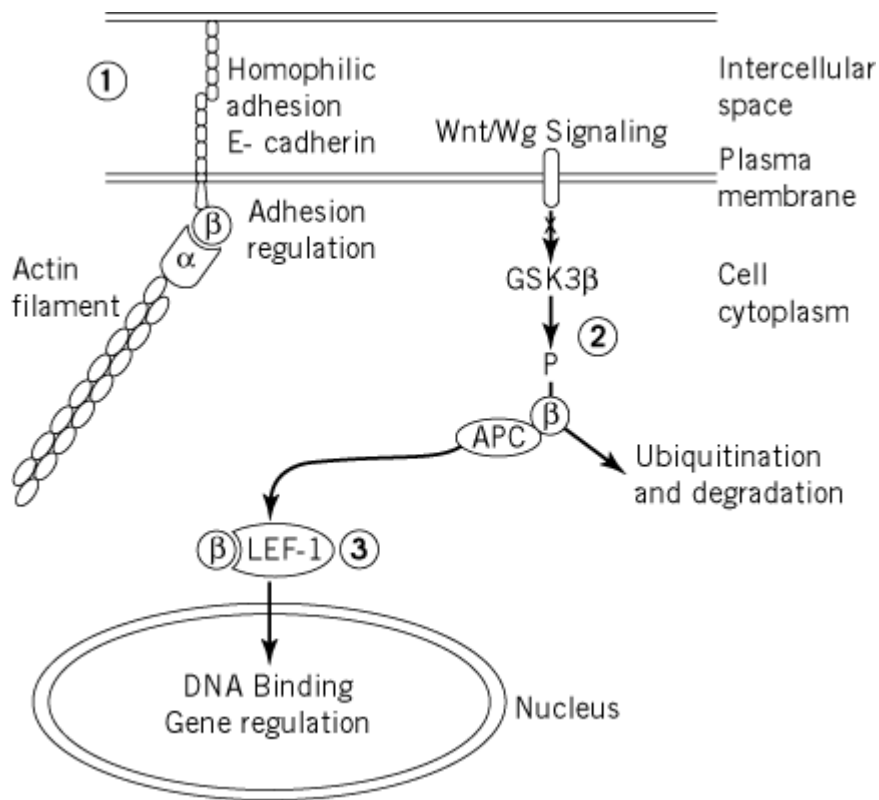 1
Homophilic
adhesion
E- cadherin
Intercellular
space
Wnt/Wg Signaling
Plasma
membrane
β
Adhesion
regulation
α
Actin
filament
GSK3β
Cell
cytoplasm
2
P
β
APC
Ubiquitination
and degradation
β LEF-1 3
DNA Binding
Gene regulation
Nucleus